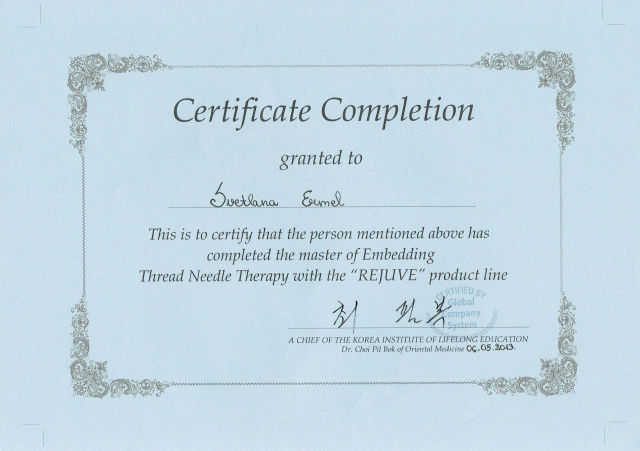 Certificate Completion
granted to
Svetlana Ermel
This is to certify that the person mentioned above has
completed the master of Embedding
Thread Needle Therapy with the “REJUVE” product line
최 필 복
CERTIFIED BY
Global
Company
System
A CHIEF OF THE KOREA INSTITUTE OF LIFELONG EDUCATION
Dr. Choi Pil Bok of Oriental Medicine 06.05.2013.